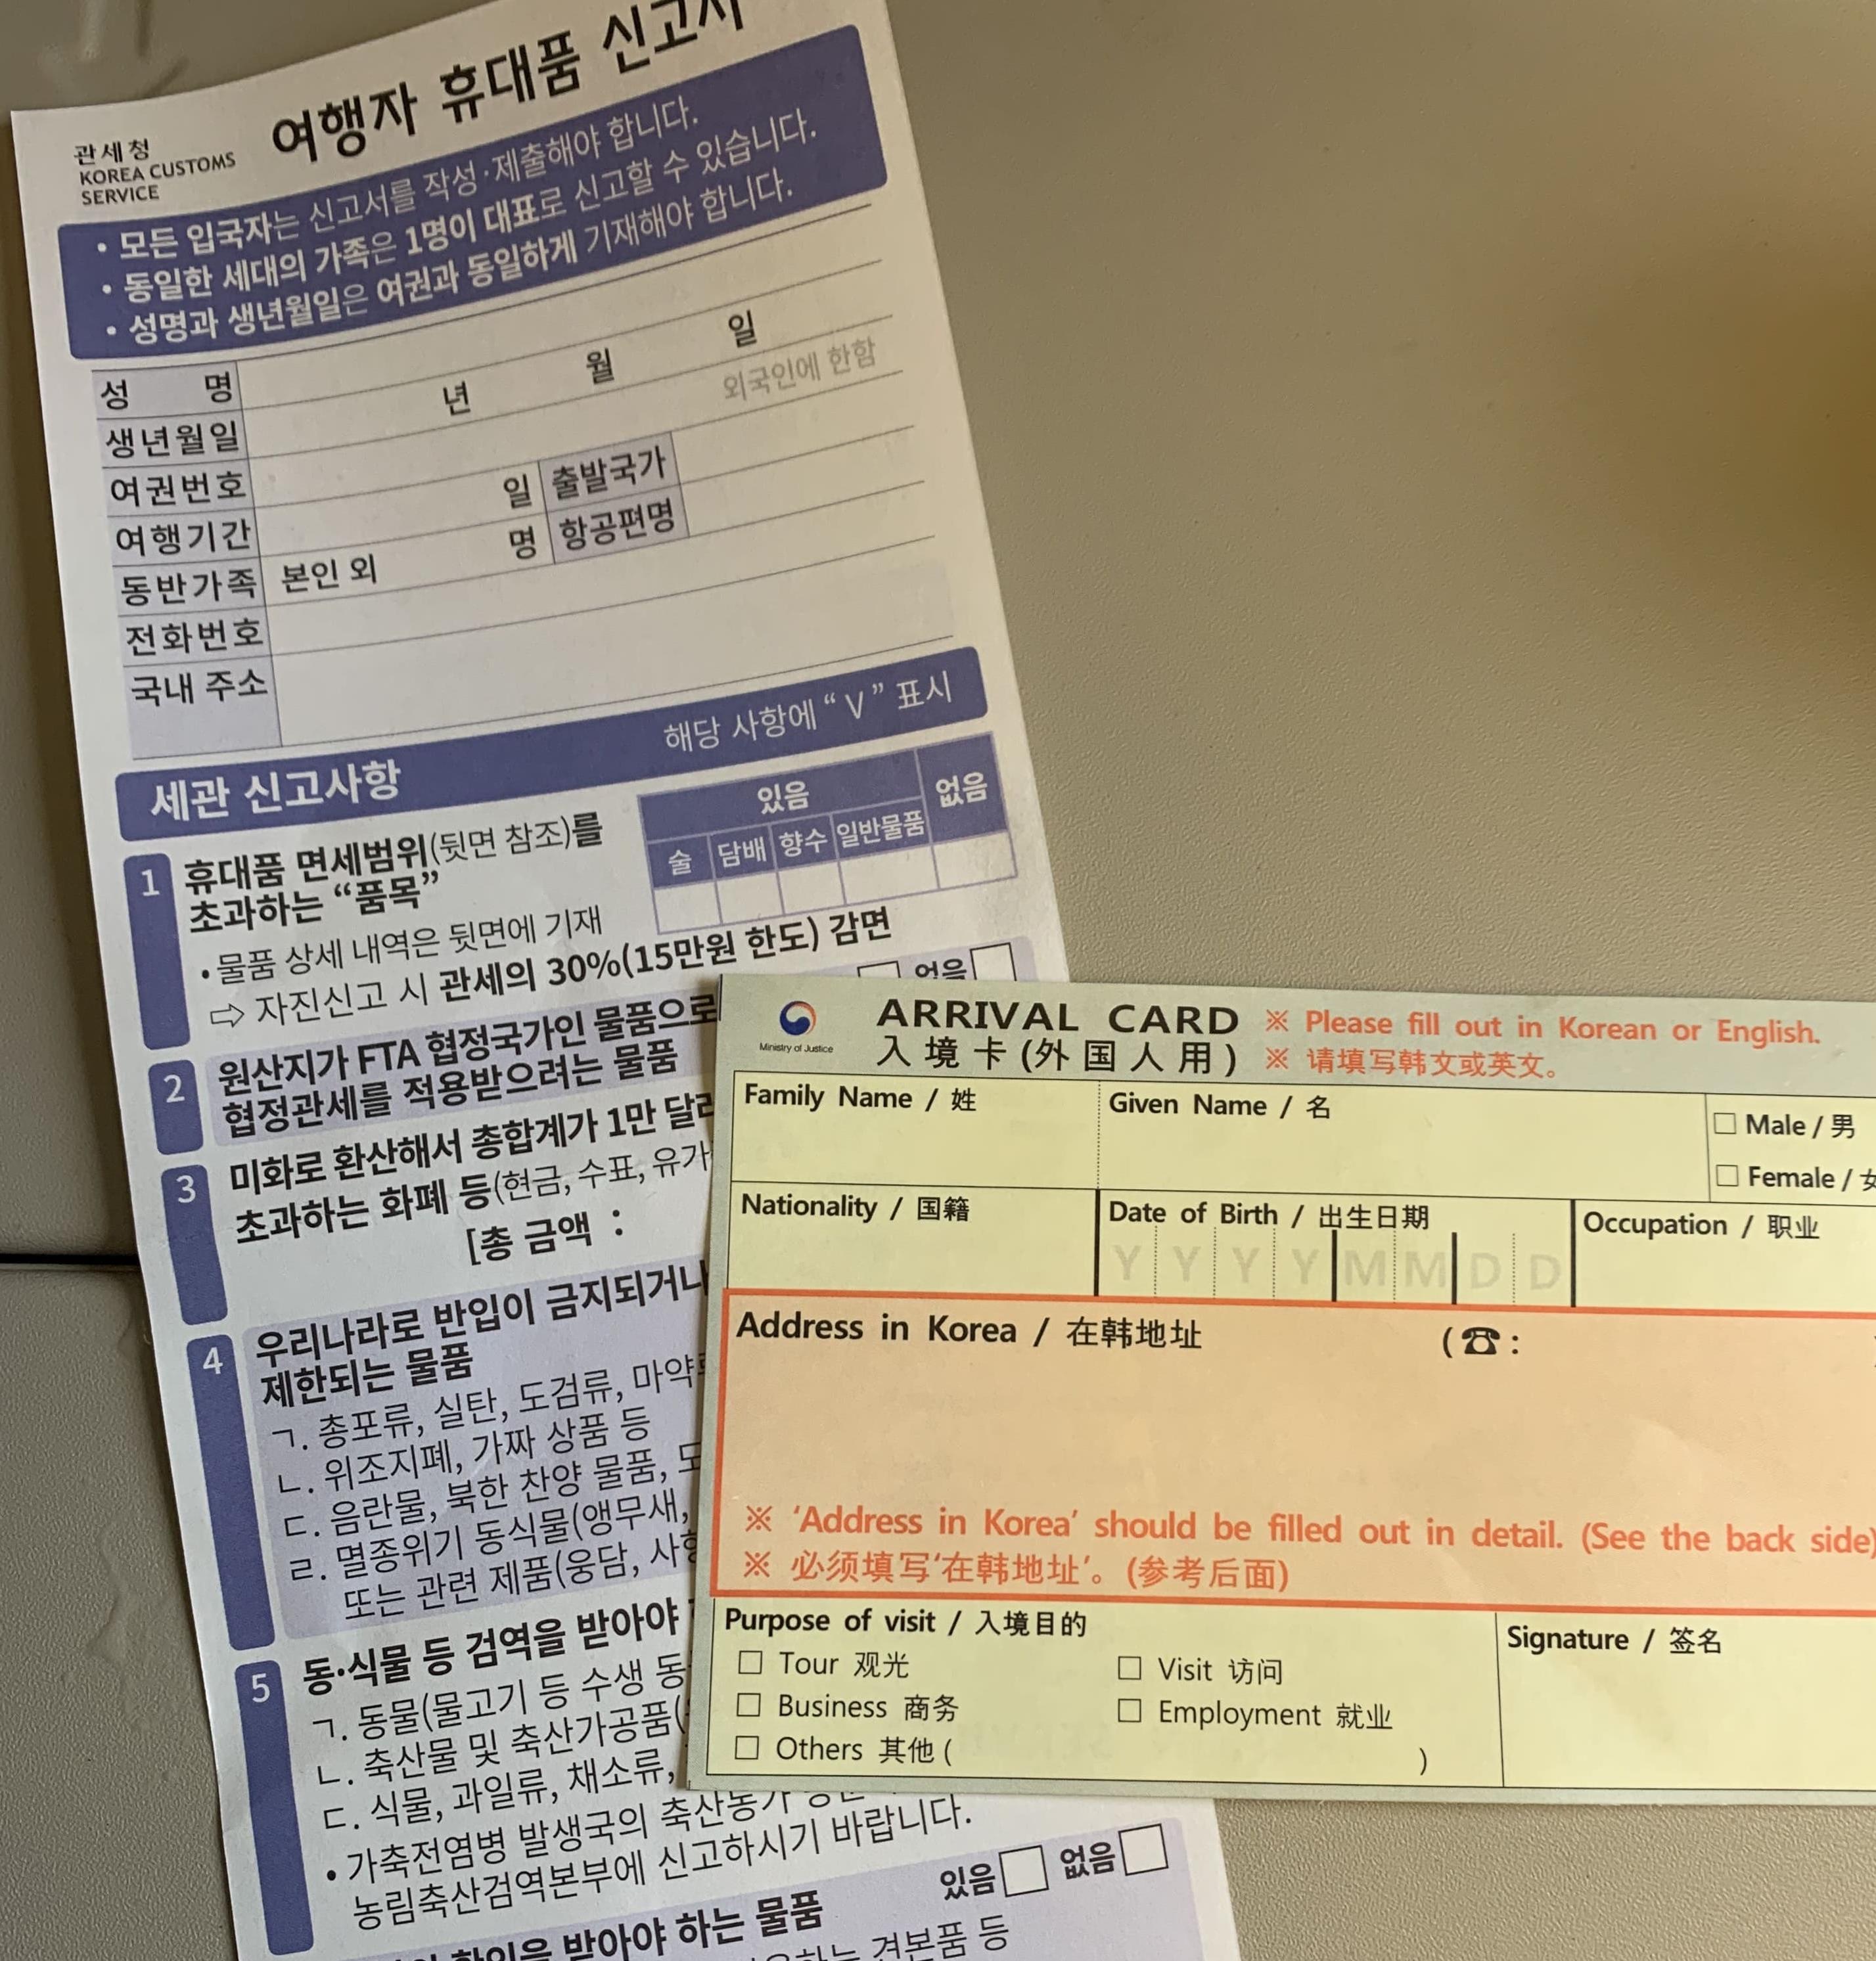 관세청
KOREA CUSTOMS
SERVICE
여행자 휴대품 신고서
• 모든 입국자는 신고서를 작성·제출해야 합니다.
• 동일한 세대의 가족은 1명이 대표로 신고할 수 있습니다.
• 성명과 생년월일은 여권과 동일하게 기재해야 합니다.
성 명
생년월일 년 월 일
여권번호 외국인에 한함
여행기간 일 출발국가
동반가족 본인 외 명 항공편명
전화번호
국내 주소
세관 신고사항 해당 사항에 “ V ” 표시
있음 없음
술 담배 향수 일반물품
1 휴대품 면세범위(뒷면 참조)를
초과하는 “품목”
• 물품 상세 내역은 뒷면에 기재
⇨ 자진신고 시 관세의 30%(15만원 한도) 감면
없음
2 원산지가 FTA 협정국가인 물품으로
협정관세를 적용받으려는 물품
3 미화로 환산해서 총합계가 1만 달러
초과하는 화폐 등(현금, 수표, 유가
[총 금액 :
4 우리나라로 반입이 금지되거나
제한되는 물품
ㄱ. 총포류, 실탄, 도검류, 마약
ㄴ. 위조지폐, 가짜 상품 등
ㄷ. 음란물, 북한 찬양 물품, 도
ㄹ. 멸종위기 동식물(앵무새,
또는 관련 제품(웅담, 사향
5 동·식물 등 검역을 받아야
ㄱ. 동물(물고기 등 수생 동
ㄴ. 축산물 및 축산가공품(
ㄷ. 식물, 과일류, 채소류,
• 가축전염병 발생국의 축산농가
농림축산검역본부에 신고하시기 바랍니다.
있음 없음
받아야 하는 물품
견본품 등
Ministry of Justice
ARRIVAL CARD ※ Please fill out in Korean or English.
入境卡(外国人用) ※ 请填写韩文或英文。
Family Name / 姓 Given Name / 名 □ Male / 男
□ Female / 女
Nationality / 国籍 Date of Birth / 出生日期 Occupation / 职业
Y Y Y Y M M D D
Address in Korea / 在韩地址 (☎ :
※ ‘Address in Korea’ should be filled out in detail. (See the back side)
※ 必须填写‘在韩地址’。(参考后面)
Purpose of visit / 入境目的 Signature / 签名
□ Tour 观光 □ Visit 访问
□ Business 商务 □ Employment 就业
□ Others 其他 ( )